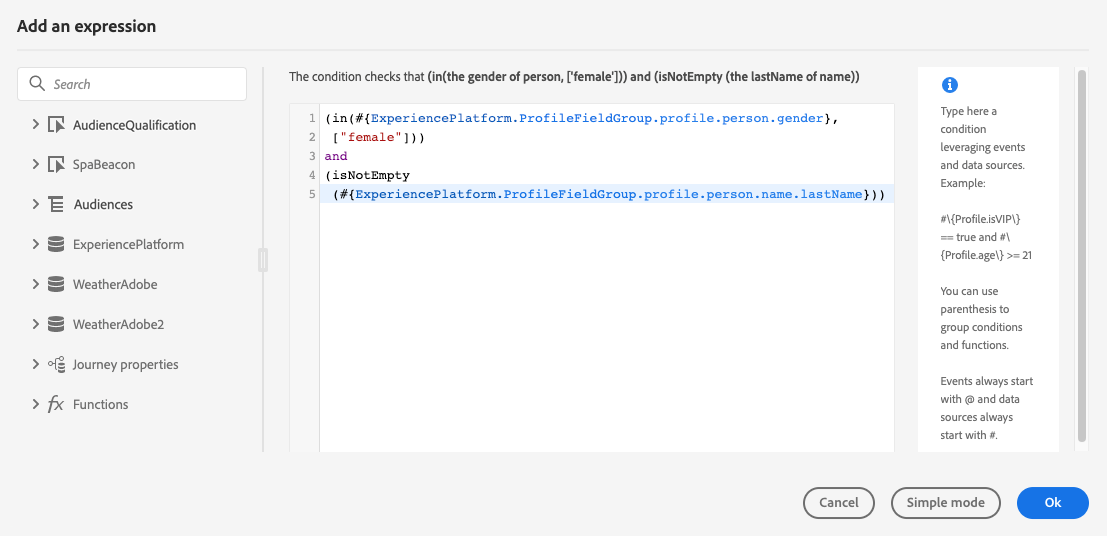 Add an expression
Search
AudienceQualification
SpaBeacon
Audiences
ExperiencePlatform
WeatherAdobe
WeatherAdobe2
Journey properties
fx Functions
The condition checks that (in(the gender of person, ['female'])) and (isNotEmpty (the lastName of name))
1 (in(#{ExperiencePlatform.ProfileFieldGroup.profile.person.gender},
2 ["female"]))
3 and
4 (isNotEmpty
5 (#{ExperiencePlatform.ProfileFieldGroup.profile.person.name.lastName}))
Type here a
condition
leveraging events
and data sources.
Example:
#\{Profile.isVIP\}
== true and #\
{Profile.age\} >= 21
You can use
parenthesis to
group conditions
and functions.
Events always start
with @ and data
sources always
start with #.
Cancel
Simple mode
Ok